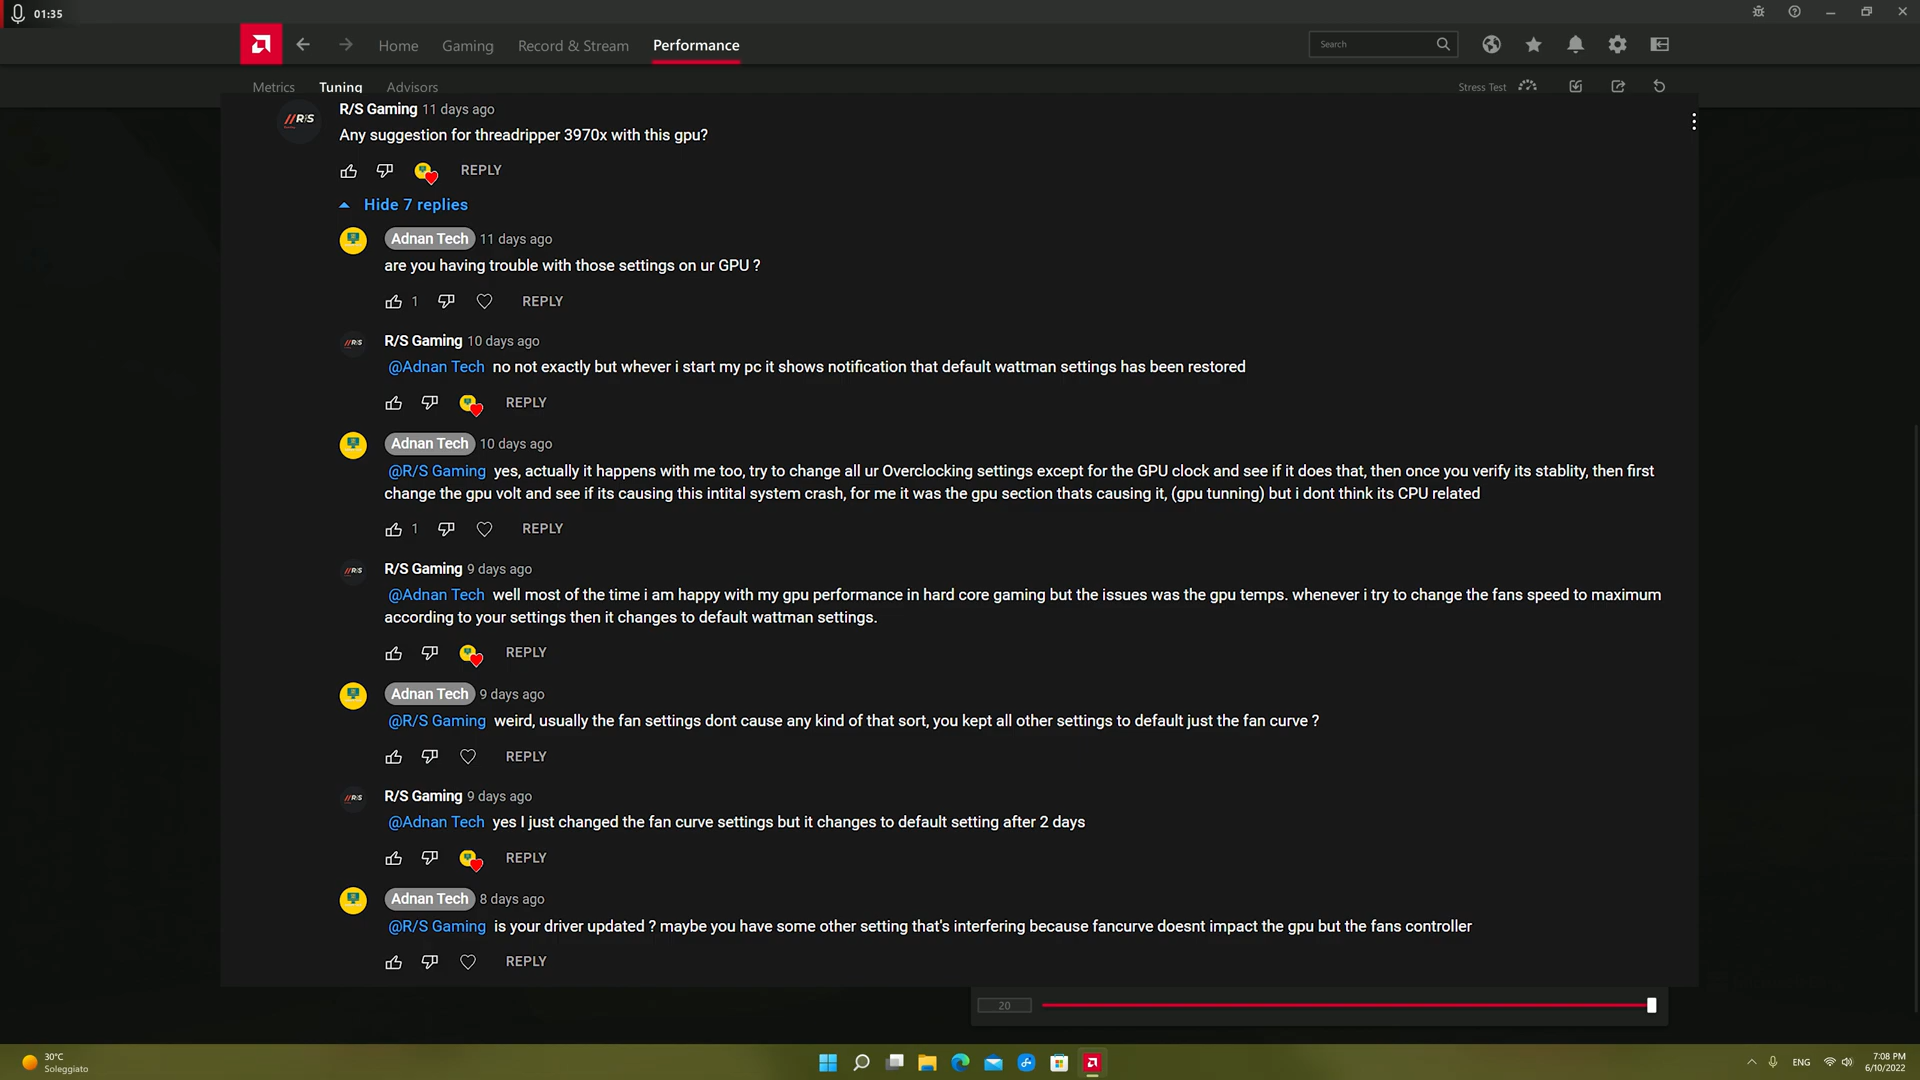 01:35
Home
Gaming
Record & Stream
Performance
Search
Metrics
Tuning
Advisors
Stress Test
R/S Gaming 11 days ago
Any suggestion for threadripper 3970x with this gpu?
REPLY
Hide 7 replies
Adnan Tech 11 days ago
are you having trouble with those settings on ur GPU ?
1
REPLY
R/S Gaming 10 days ago
@Adnan Tech no not exactly but whever i start my pc it shows notification that default wattman settings has been restored
REPLY
Adnan Tech 10 days ago
@R/S Gaming yes, actually it happens with me too, try to change all ur Overclocking settings except for the GPU clock and see if it does that, then once you verify its stablity, then first
change the gpu volt and see if its causing this intital system crash, for me it was the gpu section thats causing it, (gpu tunning) but i dont think its CPU related
1
REPLY
R/S Gaming 9 days ago
@Adnan Tech well most of the time i am happy with my gpu performance in hard core gaming but the issues was the gpu temps. whenever i try to change the fans speed to maximum
according to your settings then it changes to default wattman settings.
REPLY
Adnan Tech 9 days ago
@R/S Gaming weird, usually the fan settings dont cause any kind of that sort, you kept all other settings to default just the fan curve ?
REPLY
R/S Gaming 9 days ago
@Adnan Tech yes I just changed the fan curve settings but it changes to default setting after 2 days
REPLY
Adnan Tech 8 days ago
@R/S Gaming is your driver updated ? maybe you have some other setting that's interfering because fancurve doesnt impact the gpu but the fans controller
REPLY
20
30°C
Soleggiato
ENG
7:08 PM
6/10/2022